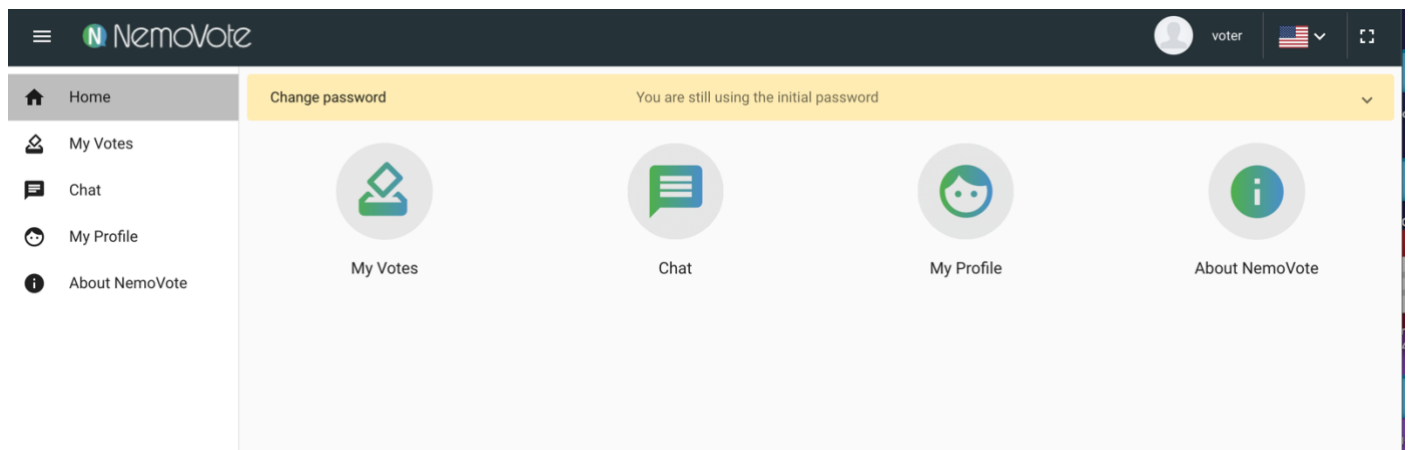 NemoVote
voter
Home
My Votes
Chat
My Profile
About NemoVote
Change password You are still using the initial password
My Votes Chat My Profile About NemoVote